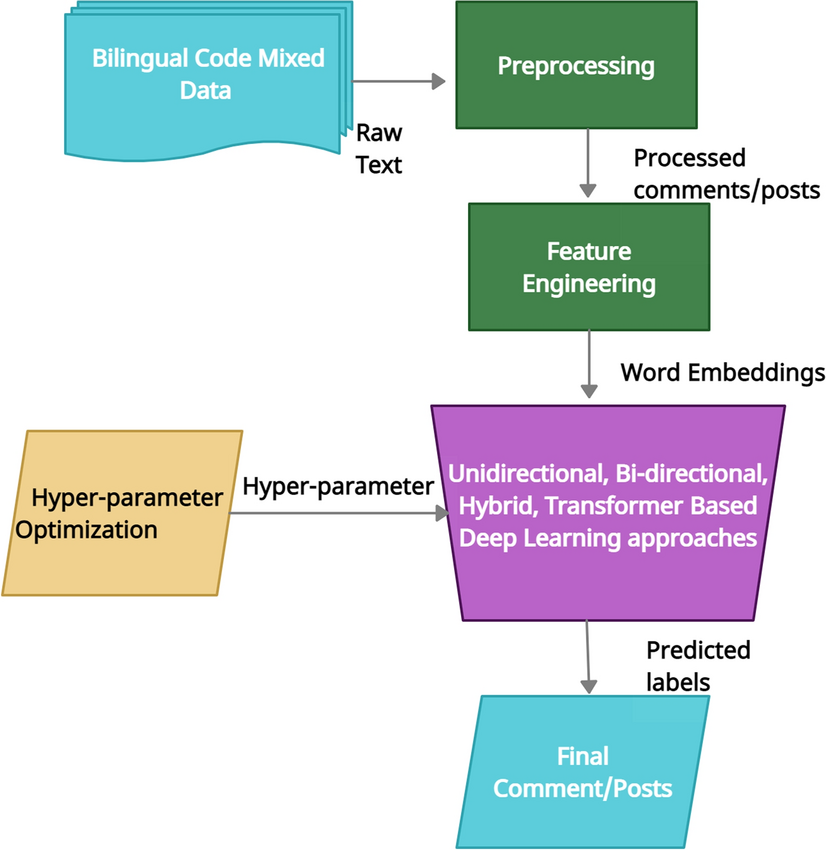 Bilingual Code Mixed
Data
Preprocessing
Raw
Text
Processed
comments/posts
Feature
Engineering
Word Embeddings
Hyper-parameter
Optimization
Hyper-parameter
Unidirectional, Bi-directional,
Hybrid, Transformer Based
Deep Learning approaches
Predicted
labels
Final
Comment/Posts